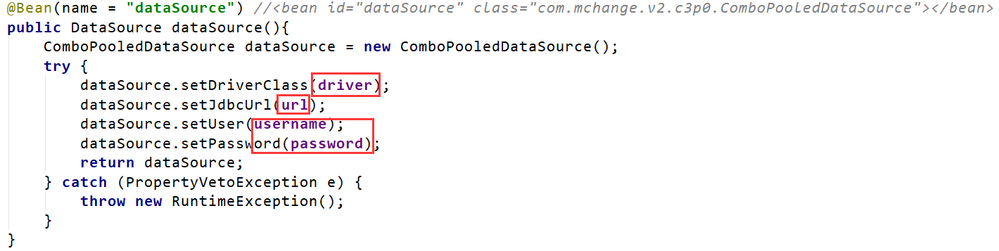 @Bean(name = "dataSource") //<bean id="dataSource" class="com.mchange.v2.c3p0.ComboPooledDataSource"></bean>
public DataSource dataSource(){
    ComboPooledDataSource dataSource = new ComboPooledDataSource();
    try {
        dataSource.setDriverClass(driver);
        dataSource.setJdbcUrl(url);
        dataSource.setUser(username);
        dataSource.setPassword(password);
        return dataSource;
    } catch (PropertyVetoException e) {
        throw new RuntimeException();
    }
}